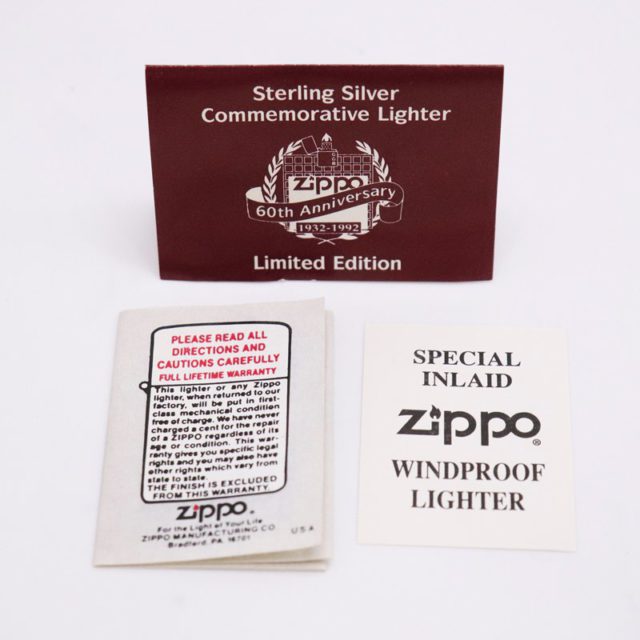 Sterling Silver
Commemorative Lighter
Zippo
60th Anniversary
1932-1992
Limited Edition
PLEASE READ ALL
DIRECTIONS AND
CAUTIONS CAREFULLY
FULL LIFETIME WARRANTY
This lighter or any Zippo
lighter, when returned to our
factory, will be put in first-
class mechanical condition
free of charge. We have never
charged a cent for the repair
of a ZIPPO regardless of its
age or condition. This war-
ranty gives you specific legal
rights and you may also have
other rights which vary from
state to state.
THE FINISH IS EXCLUDED
FROM THIS WARRANTY.
zippo®
For the Light of Your Life
ZIPPO MANUFACTURING CO.
Bradford, PA. 16701
USA
SPECIAL
INLAID
zippo®
WINDPROOF
LIGHTER